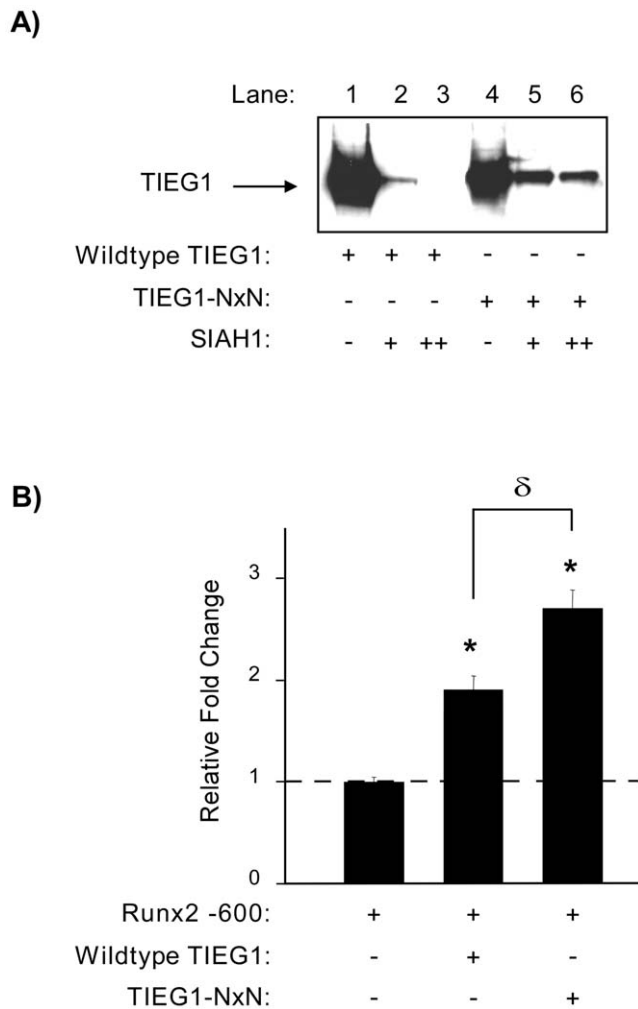 A)
Lane: 1 2 3 4 5 6
TIEG1
Wildtype TIEG1: + + + - - -
TIEG1-NxN: - - - + + +
SIAH1: - + ++ - + ++
B)
δ
* *
Relative Fold Change
3
2
1
0
Runx2 -600: + + +
Wildtype TIEG1: - + -
TIEG1-NxN: - - +